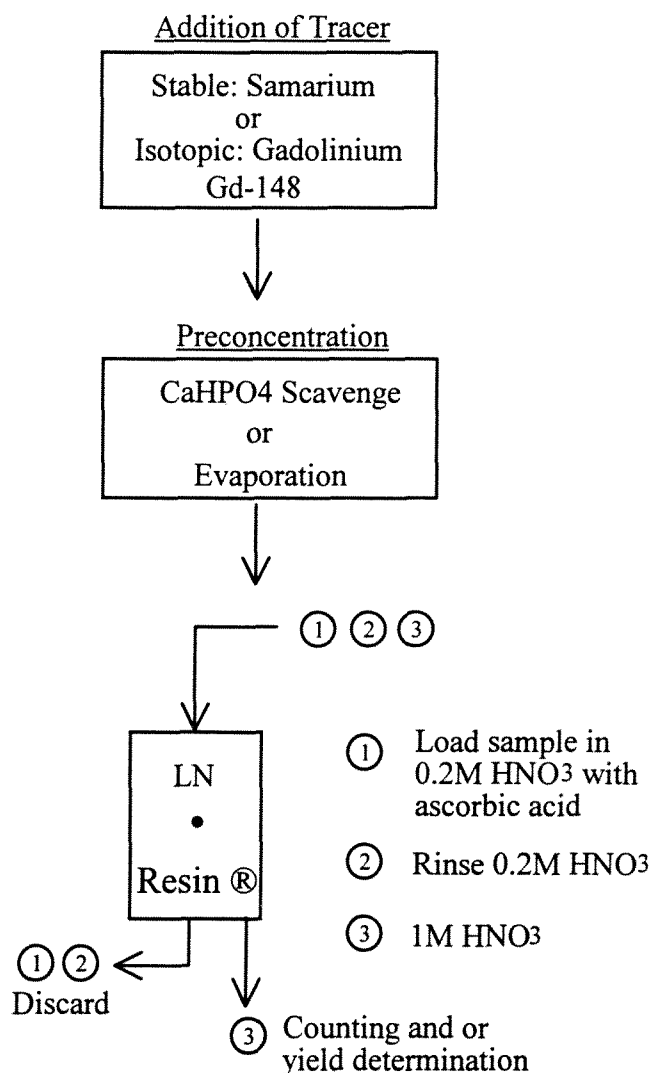 Addition of Tracer
Stable: Samarium
or
Isotopic: Gadolinium
Gd-148
Preconcentration
CaHPO4 Scavenge
or
Evaporation
1 2 3
LN
•
Resin ®
1 Load sample in
0.2M HNO3 with
ascorbic acid
2 Rinse 0.2M HNO3
3 1M HNO3
1 2
Discard
3 Counting and or
yield determination